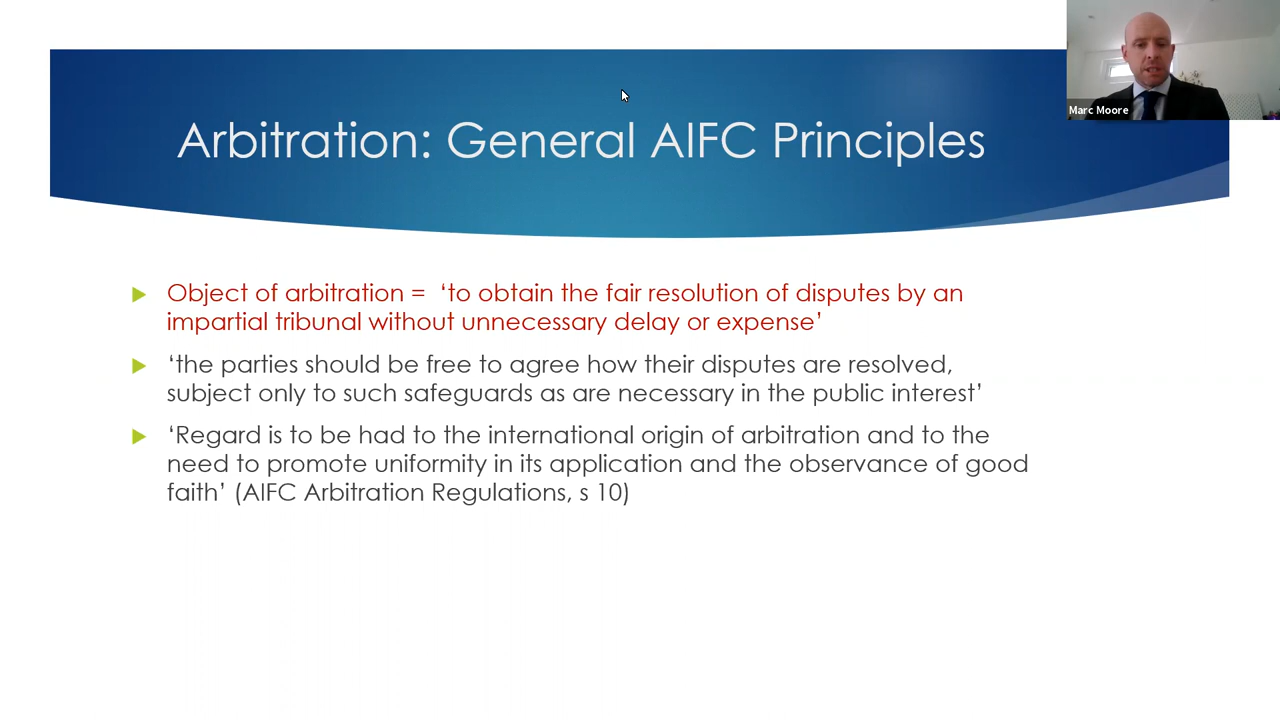 Marc Moore
Arbitration: General AIFC Principles
Object of arbitration = ‘to obtain the fair resolution of disputes by an
impartial tribunal without unnecessary delay or expense’
‘the parties should be free to agree how their disputes are resolved,
subject only to such safeguards as are necessary in the public interest’
‘Regard is to be had to the international origin of arbitration and to the
need to promote uniformity in its application and the observance of good
faith’ (AIFC Arbitration Regulations, s 10)